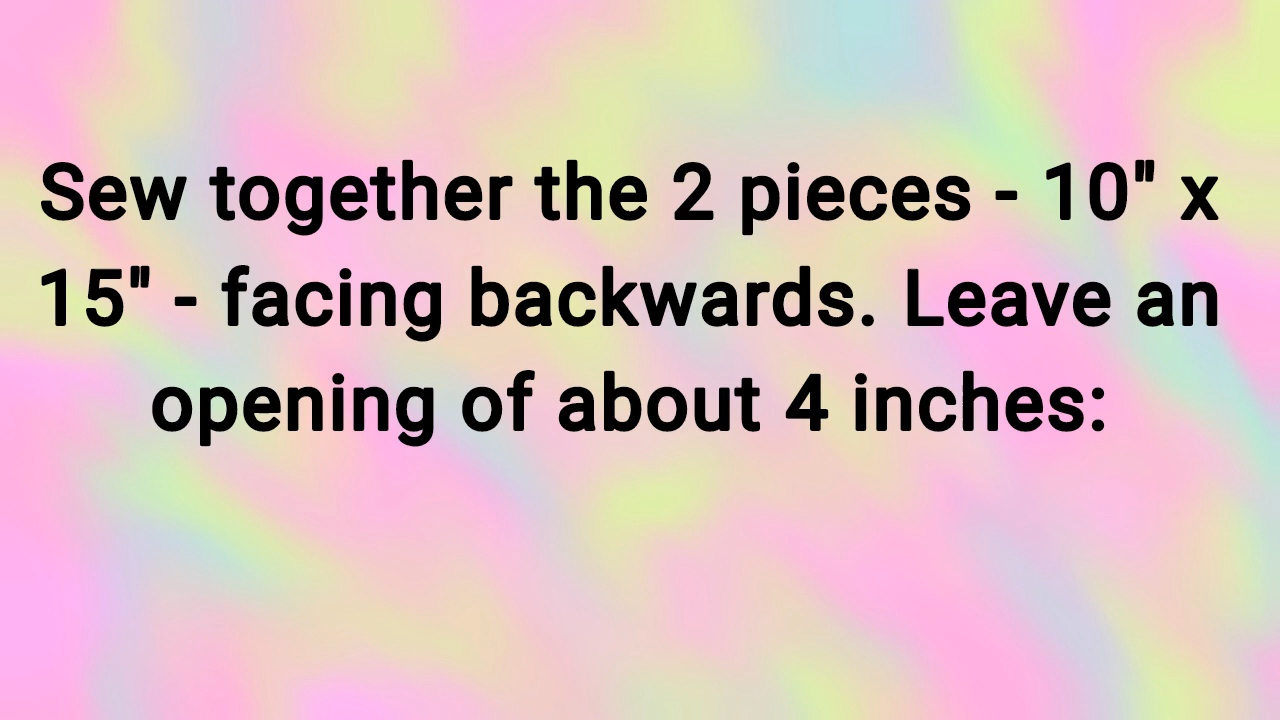 Sew together the 2 pieces - 10" x
15" - facing backwards. Leave an
opening of about 4 inches: